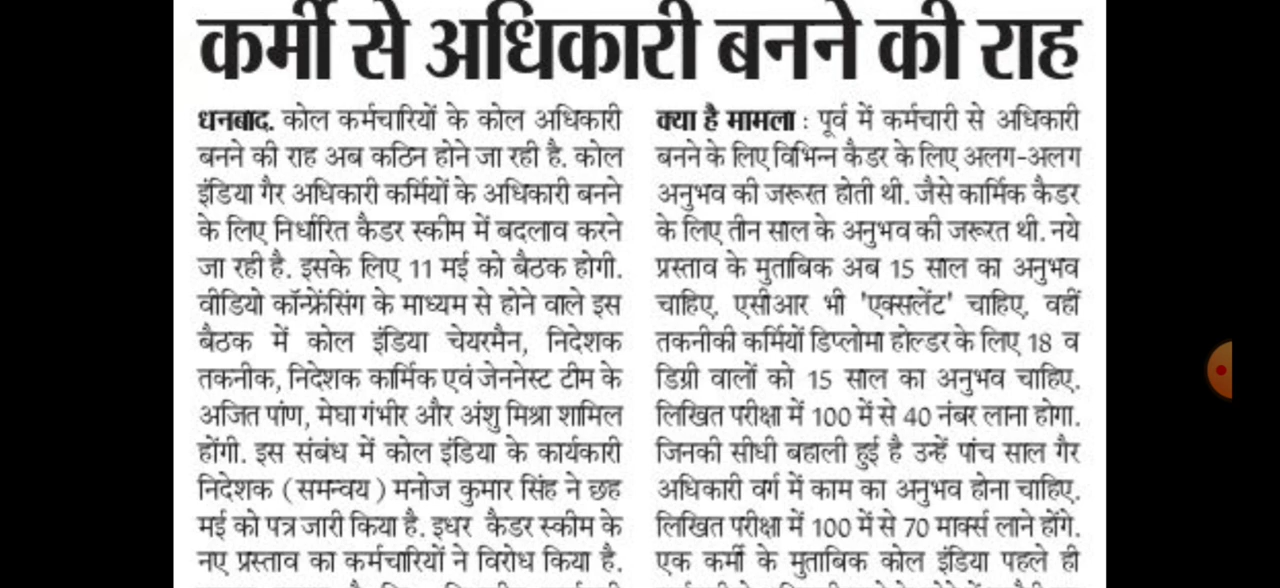 कर्मी से अधिकारी बनने की राह
धनबाद. कोल कर्मचारियों के कोल अधिकारी
बनने की राह अब कठिन होने जा रही है. कोल
इंडिया गैर अधिकारी कर्मियों के अधिकारी बनने
के लिए निर्धारित कैडर स्कीम में बदलाव करने
जा रही है. इसके लिए 11 मई को बैठक होगी.
वीडियो कॉन्फ्रेंसिंग के माध्यम से होने वाले इस
बैठक में कोल इंडिया चेयरमैन, निदेशक
तकनीक, निदेशक कार्मिक एवं जेननेस्ट टीम के
अजित पांण, मेघा गंभीर और अंशु मिश्रा शामिल
होंगी. इस संबंध में कोल इंडिया के कार्यकारी
निदेशक (समन्वय) मनोज कुमार सिंह ने छह
मई को पत्र जारी किया है. इधर कैडर स्कीम के
नए प्रस्ताव का कर्मचारियों ने विरोध किया है.
क्या है मामला : पूर्व में कर्मचारी से अधिकारी
बनने के लिए विभिन्न कैडर के लिए अलग-अलग
अनुभव की जरूरत होती थी. जैसे कार्मिक कैडर
के लिए तीन साल के अनुभव की जरूरत थी. नये
प्रस्ताव के मुताबिक अब 15 साल का अनुभव
चाहिए. एसीआर भी 'एक्सलेंट' चाहिए. वहीं
तकनीकी कर्मियों डिप्लोमा होल्डर के लिए 18 व
डिग्री वालों को 15 साल का अनुभव चाहिए.
लिखित परीक्षा में 100 में से 40 नंबर लाना होगा.
जिनकी सीधी बहाली हुई है उन्हें पांच साल गैर
अधिकारी वर्ग में काम का अनुभव होना चाहिए.
लिखित परीक्षा में 100 में से 70 मार्क्स लाने होंगे.
एक कर्मी के मुताबिक कोल इंडिया पहले ही